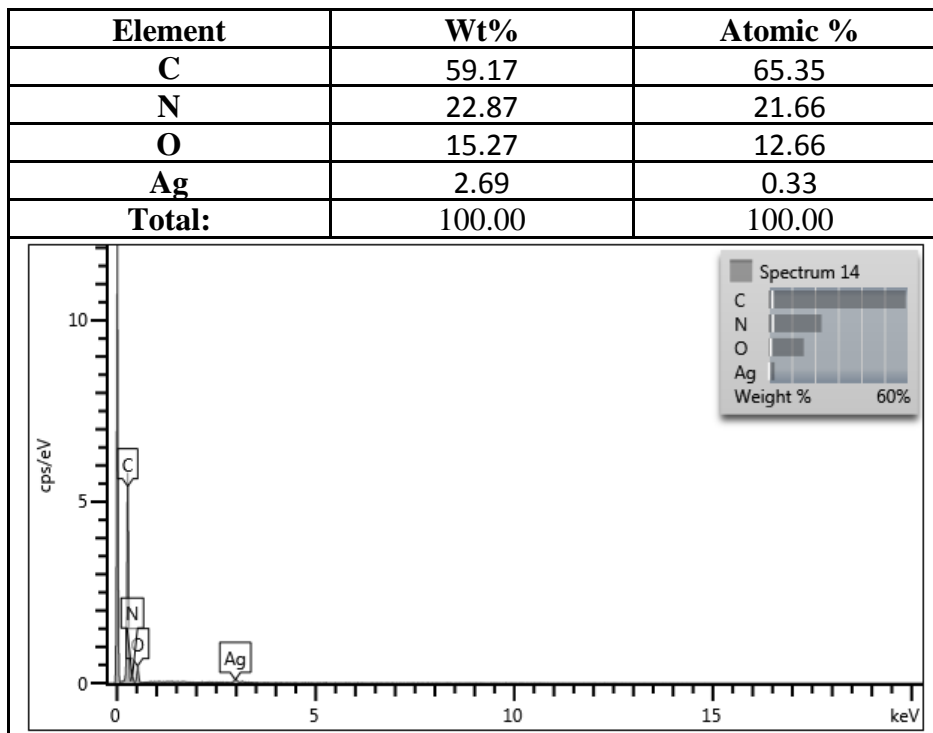 Element Wt% Atomic %
C 59.17 65.35
N 22.87 21.66
O 15.27 12.66
Ag 2.69 0.33
Total: 100.00 100.00
Spectrum 14
C
N
O
Ag
Weight % 60%
cps/eV
10
5
0
C
N
O
Ag
0 5 10 15 keV